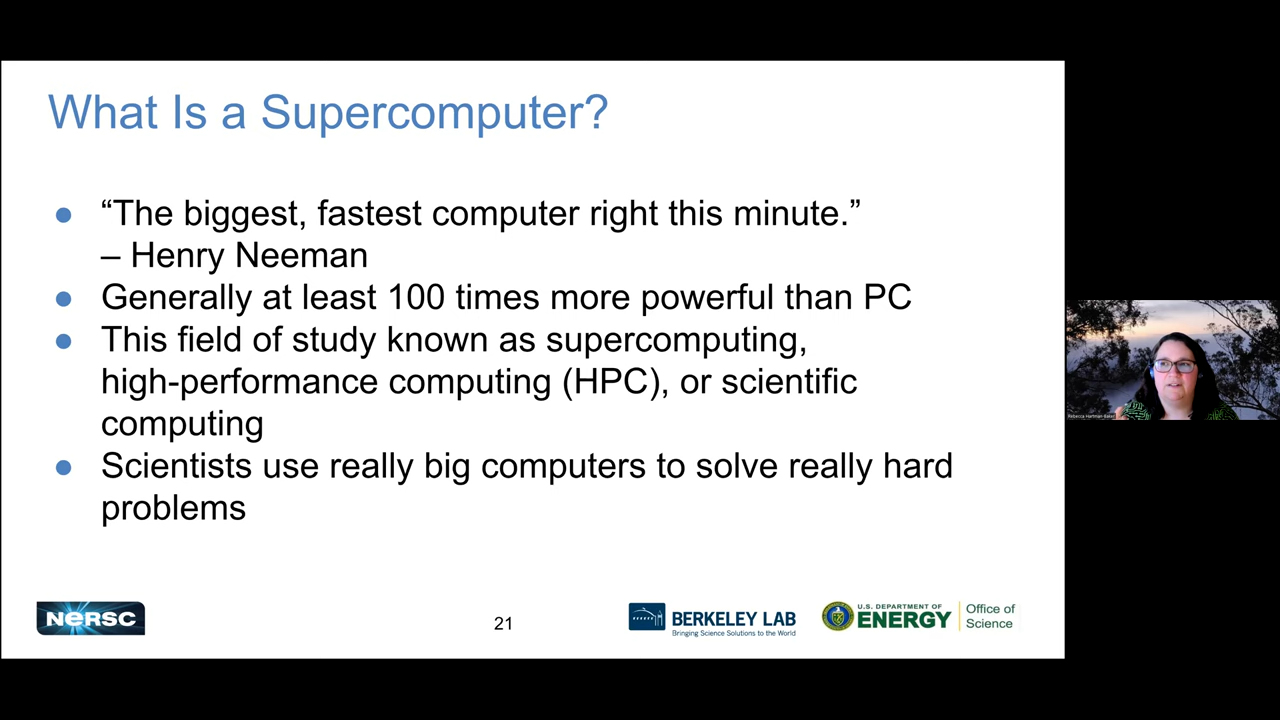 What Is a Supercomputer?
● “The biggest, fastest computer right this minute.”
– Henry Neeman
● Generally at least 100 times more powerful than PC
● This field of study known as supercomputing,
high-performance computing (HPC), or scientific
computing
● Scientists use really big computers to solve really hard
problems
NERSC
21
BERKELEY LAB
Bringing Science Solutions to the World
U.S. DEPARTMENT OF
ENERGY
Office of
Science
Rebecca Hartman-Baker